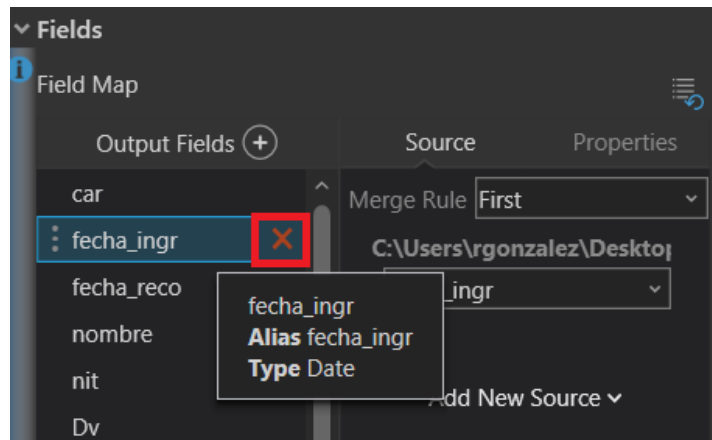 Fields
Field Map
Output Fields
Source
Properties
car
Merge Rule First
fecha_ingr
C:\Users\rgonzalez\Desktop
fecha_reco
_ingr
fecha_ingr
Alias fecha_ingr
Type Date
nombre
nit
Add New Source
Dv